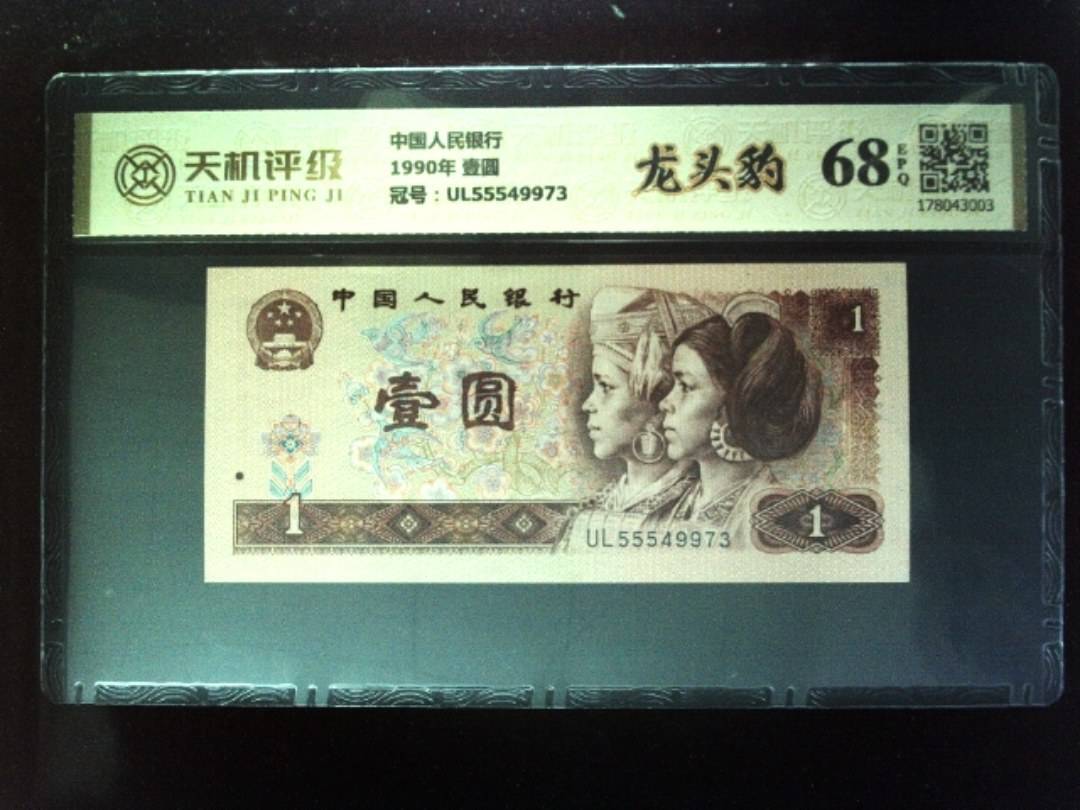 天机评级
TIAN JI PING JI
中国人民银行
1990年 壹圆
冠号：UL55549973
龙头豹
68
EPQ
178043003
中国人民银行
1
壹圆
1
1
UL55549973